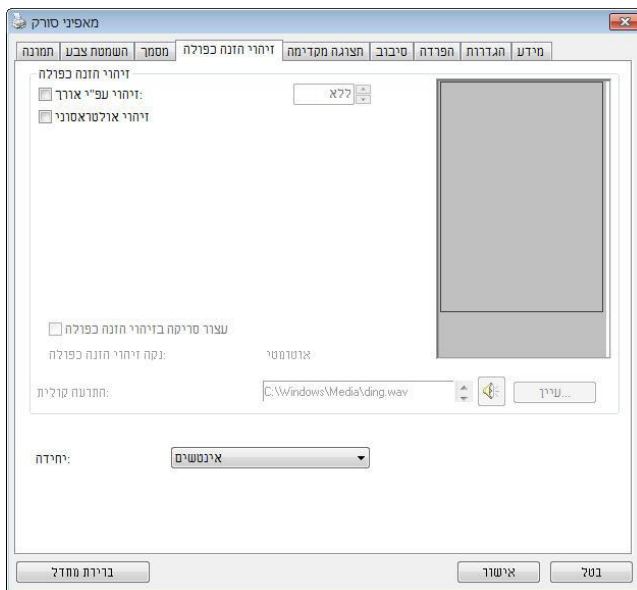 מאפיני סורק
תמונה השמטת צבע מסמך זיהוי הזנה כפולה תצוגה מקדימה סיבוב הפרדה הגדרות מידע
זיהוי הזנה כפולה
זיהוי עפ"י אורך: ללא
זיהוי אולטראסוני
עצור סריקה בזיהוי הזנה כפולה
נקה זיהוי הזנה כפולה: אוטומטי
התרעה קולית: C:\Windows\Media\ding.wav עיין...
יחידה: אינטשים
ברירת מחדל אישור בטל